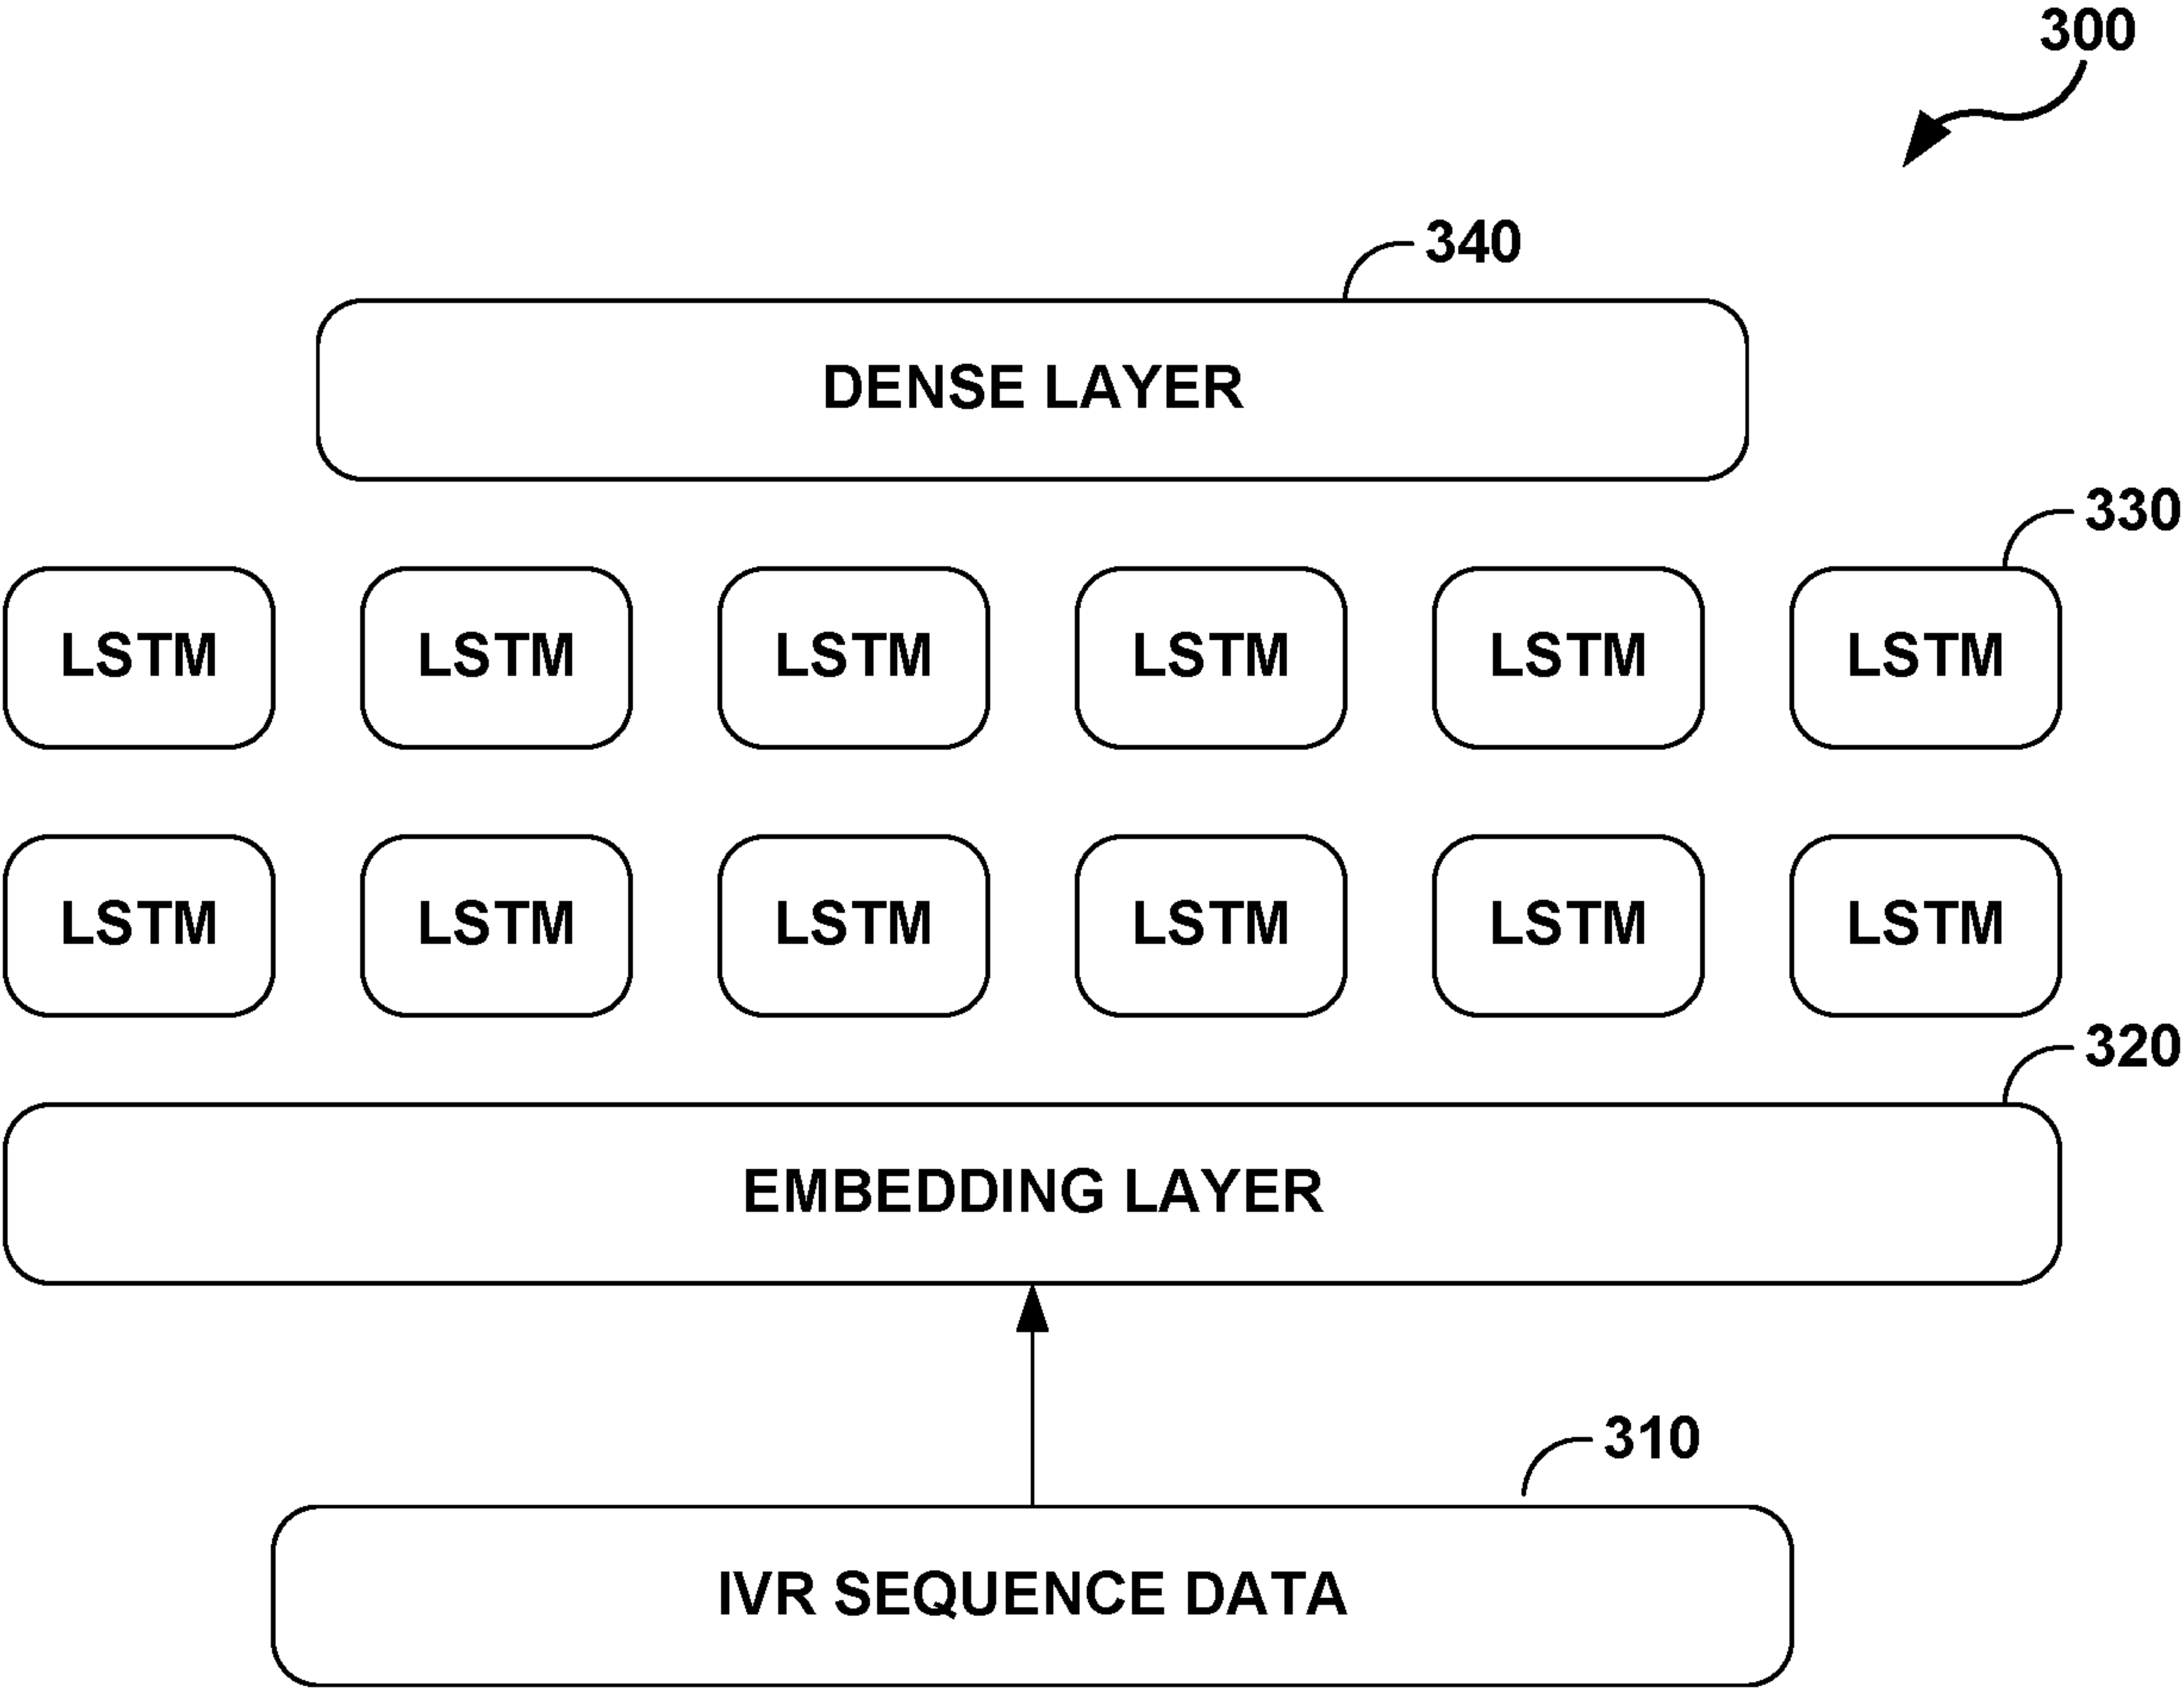 300
340
DENSE LAYER
330
LSTM LSTM LSTM LSTM LSTM LSTM
LSTM LSTM LSTM LSTM LSTM LSTM
320
EMBEDDING LAYER
310
IVR SEQUENCE DATA